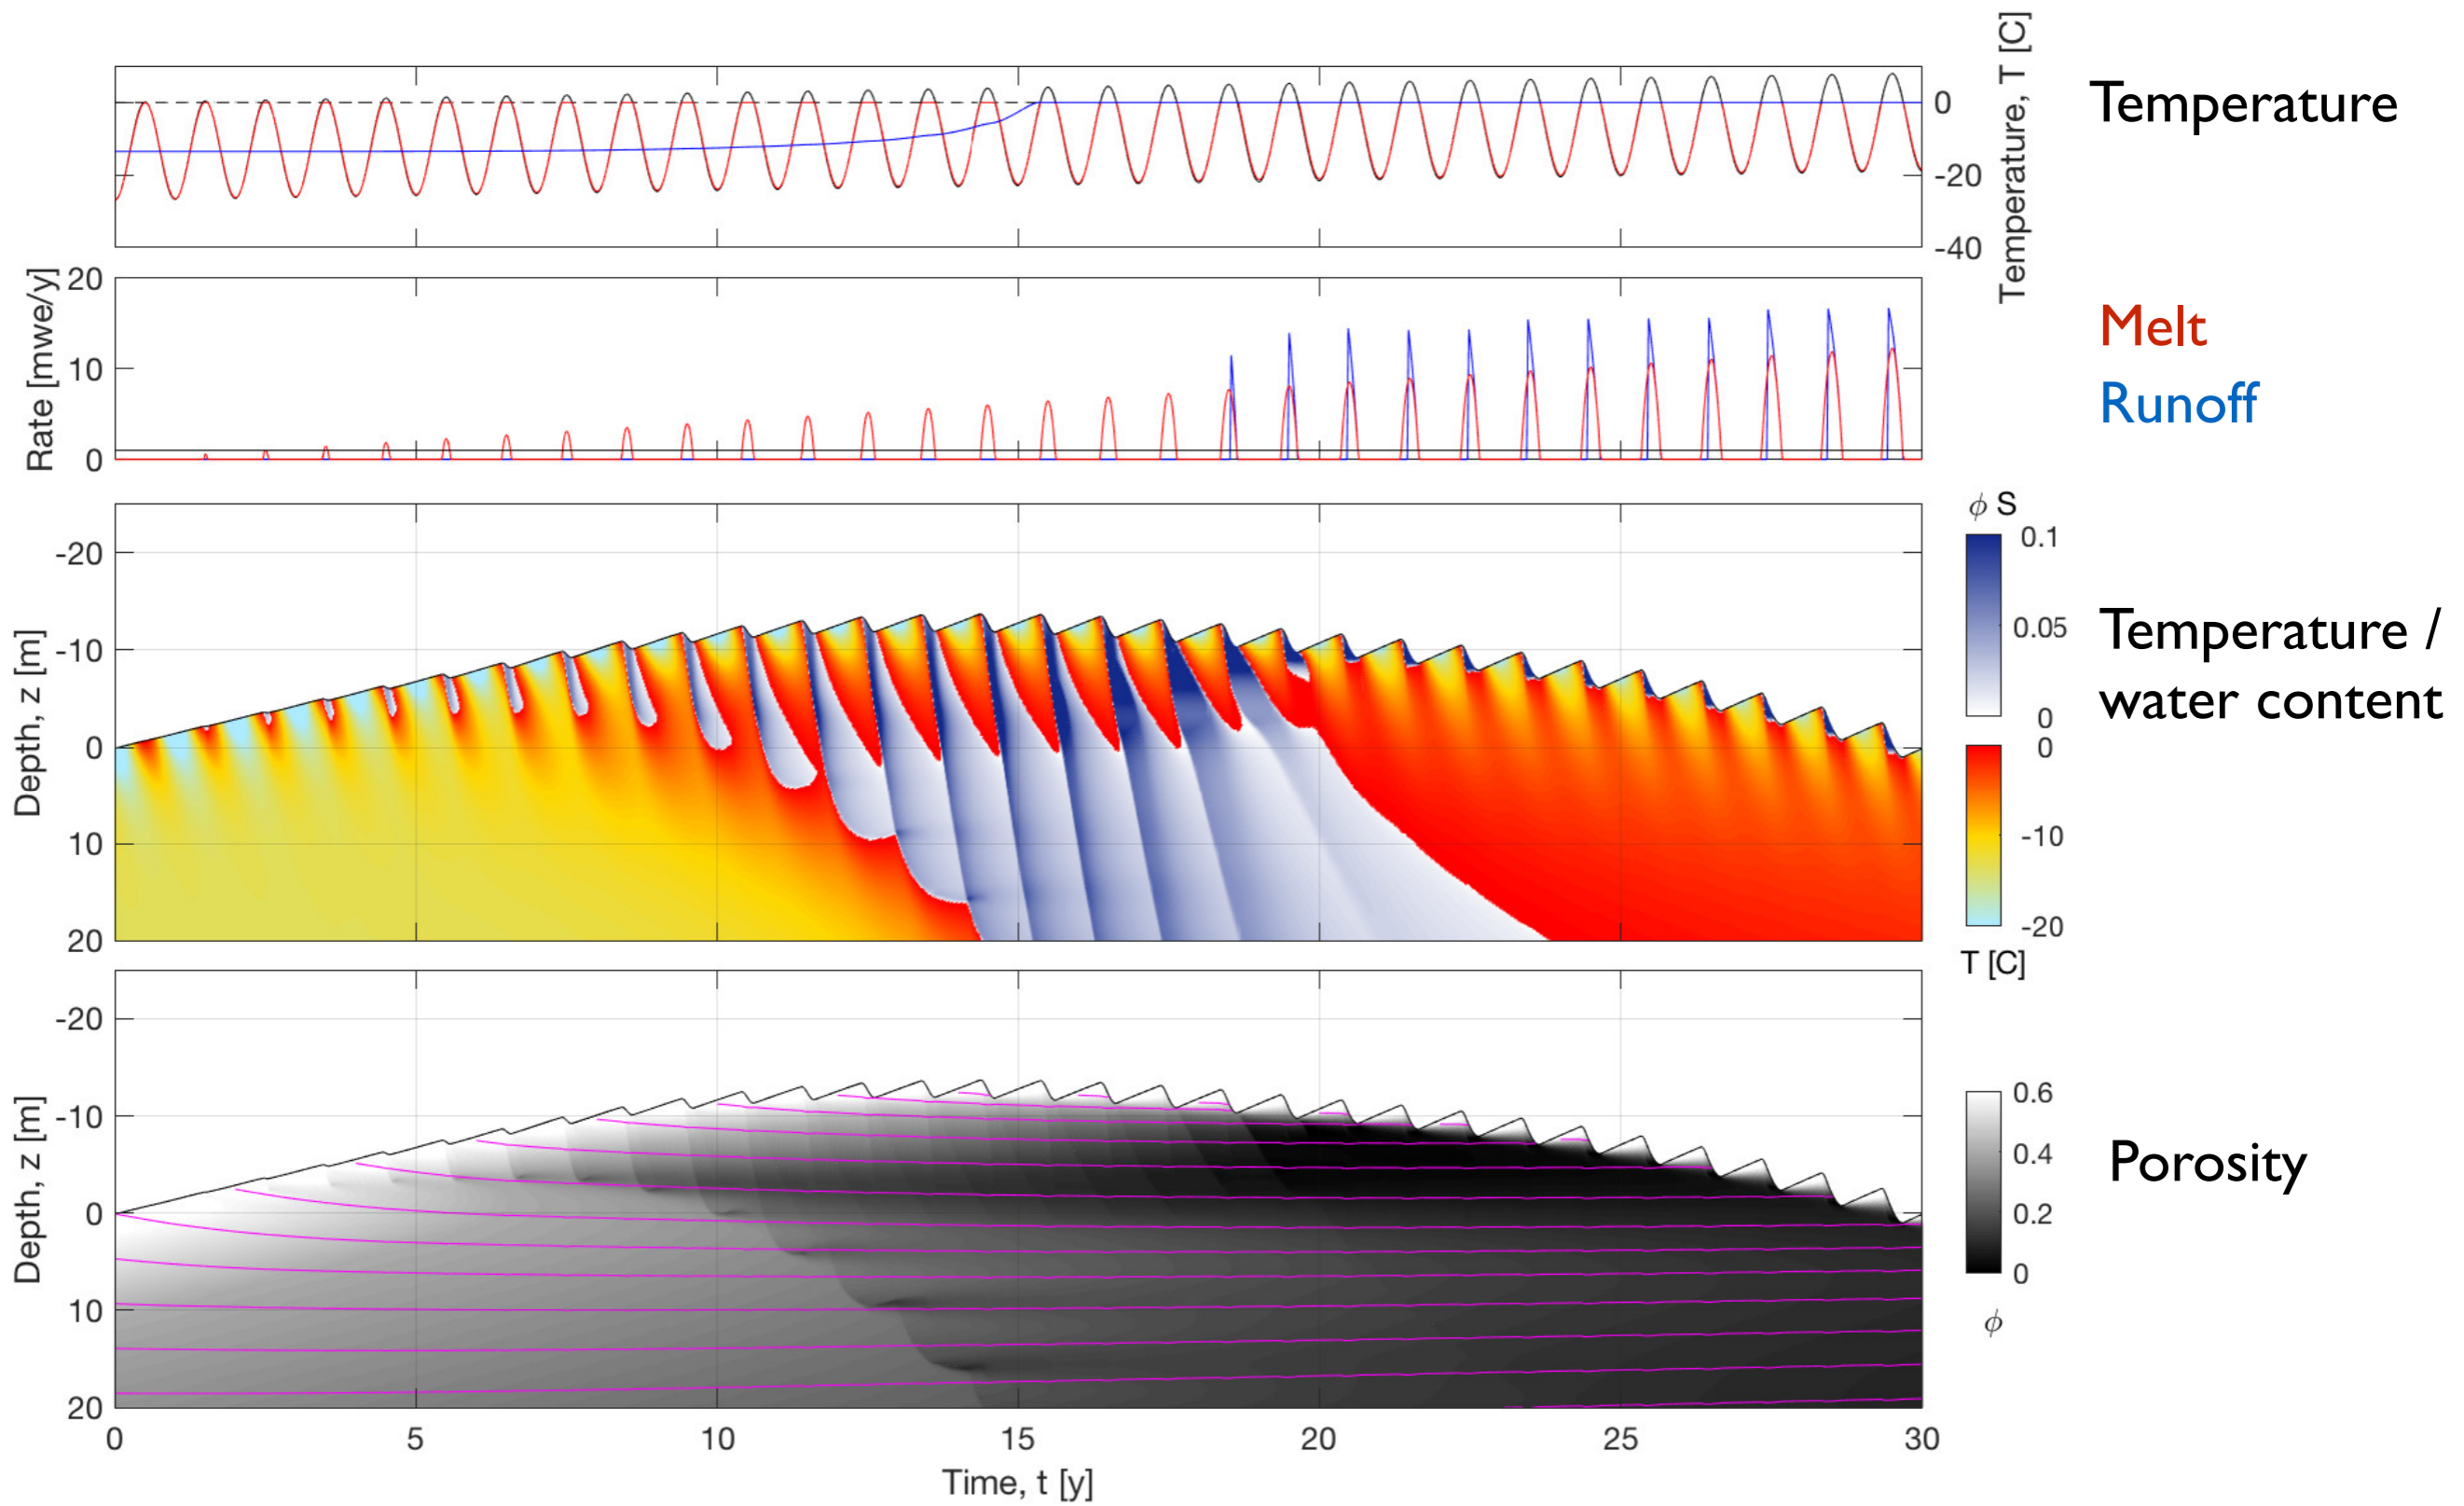 Temperature, T [C]
0
-20
-40
Temperature
Rate [mwe/y]
20
10
0
Melt
Runoff
Depth, z [m]
-20
-10
0
10
20
ϕ S
0.1
0.05
0
0
-10
-20
T [C]
Temperature /
water content
Depth, z [m]
-20
-10
0
10
20
0.6
0.4
0.2
0
ϕ
Porosity
0 5 10 15 20 25 30
Time, t [y]